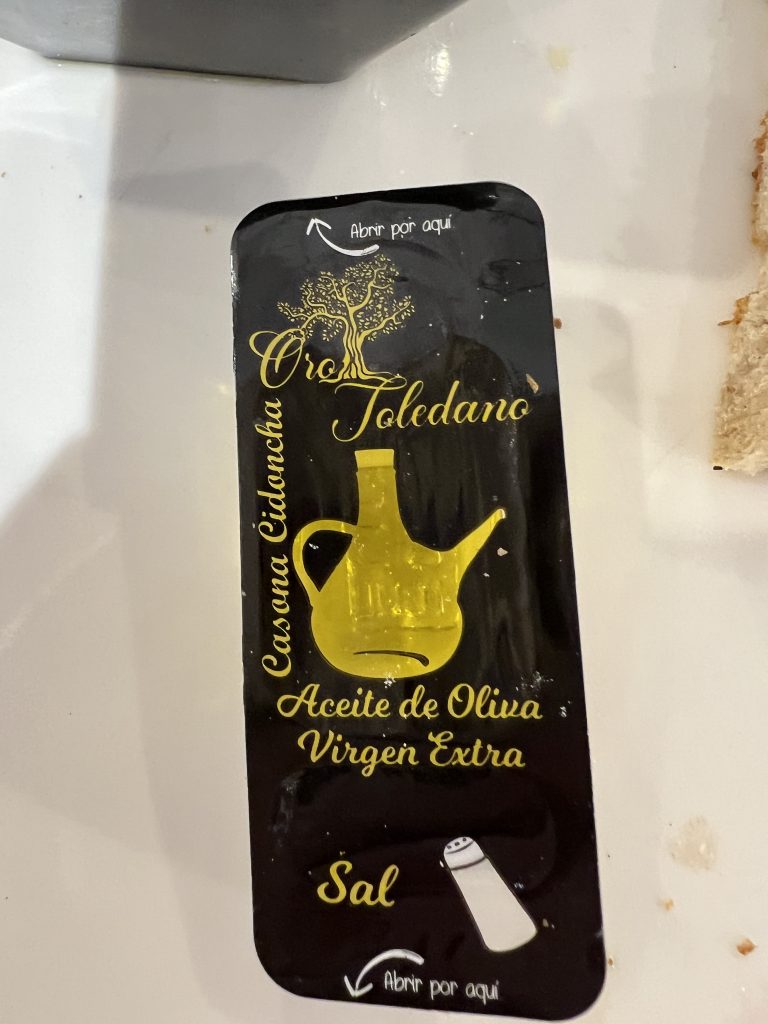 Abrir por aquí
Oro
Toledano
Casona Cidoncha
Aceite de Oliva
Virgen Extra
Sal
Abrir por aquí